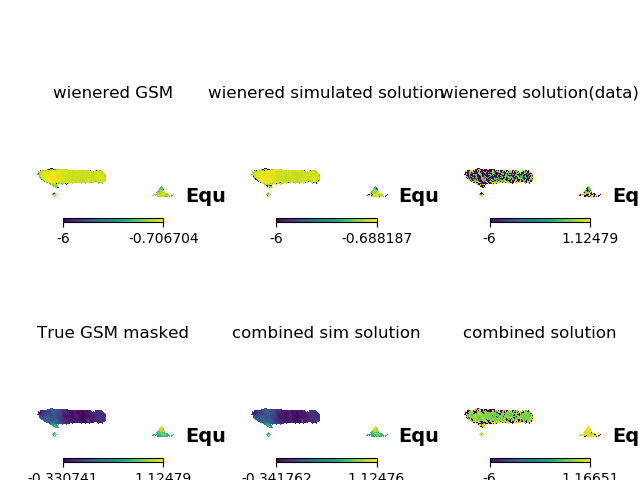 wienered GSM
wienered simulated solution
wienered solution(data)
Equ
Equ
Eq
-6 -0.706704
-6 -0.688187
-6 1.12479
True GSM masked
combined sim solution
combined solution
Equ
Equ
Eq
-0.330741 1.12479
-0.341762 1.12476
-6 1.16651